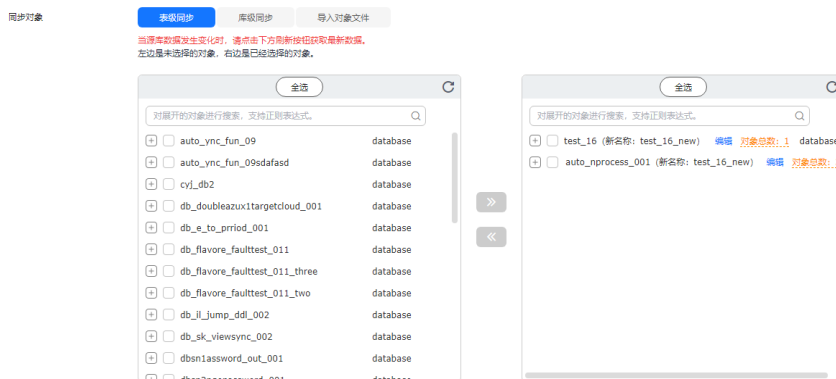 同步对象
表级同步 库级同步 导入对象文件
当源库数据发生变化时，请点击下方刷新按钮获取最新数据。
左边是未选择的对象，右边是已经选择的对象。
全选
对展开的对象进行搜索，支持正则表达式。
auto_ync_fun_09 database
auto_ync_fun_09sdafasd database
cyj_db2 database
db_doubleazux1targetcloud_001 database
db_e_to_prriod_001 database
db_flavore_faulttest_011 database
db_flavore_faulttest_011_three database
db_flavore_faulttest_011_two database
db_il_jump_ddl_002 database
db_sk_viewsync_002 database
dbsn1assword_out_001 database
全选
对展开的对象进行搜索，支持正则表达式。
test_16（新名称：test_16_new） 编辑 对象总数：1 database
auto_nprocess_001（新名称：test_16_new） 编辑 对象总数：